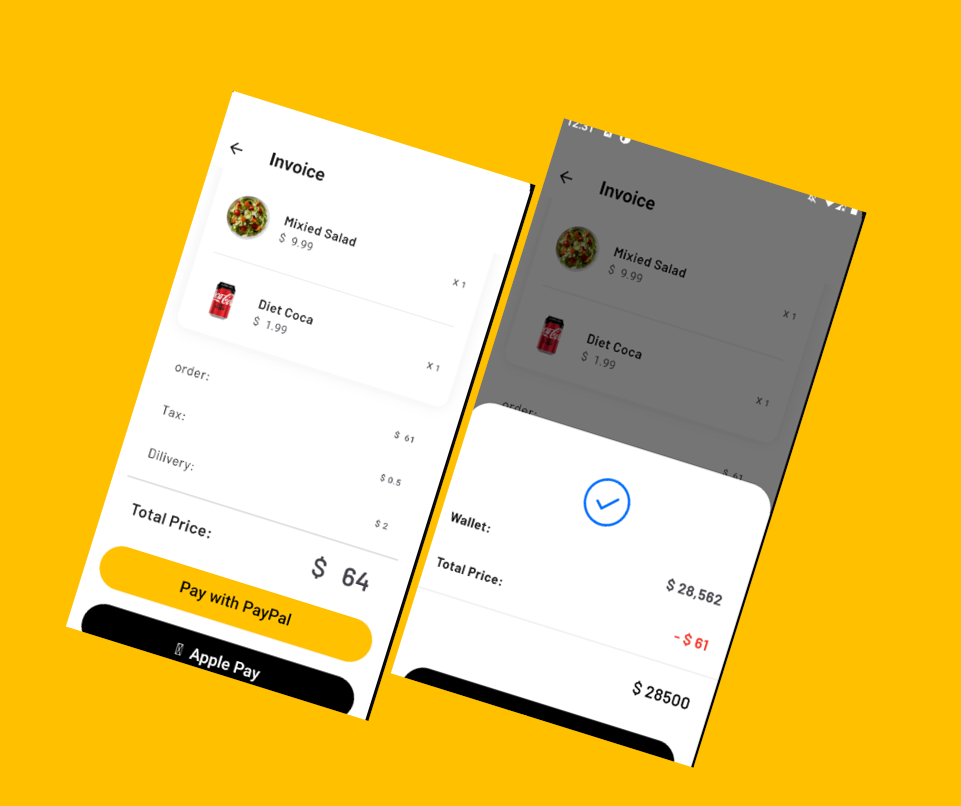 Invoice
Mixied Salad
$ 9.99
X 1
Diet Coca
$ 1.99
X 1
order:
$ 61
Tax:
$ 0.5
Dilivery:
$ 2
Total Price:
$ 64
Pay with PayPal
Apple Pay
12:31
Invoice
Mixied Salad
$ 9.99
X 1
Diet Coca
$ 1.99
X 1
order:
$ 61
Wallet:
$ 28,562
Total Price:
- $ 61
$ 28500